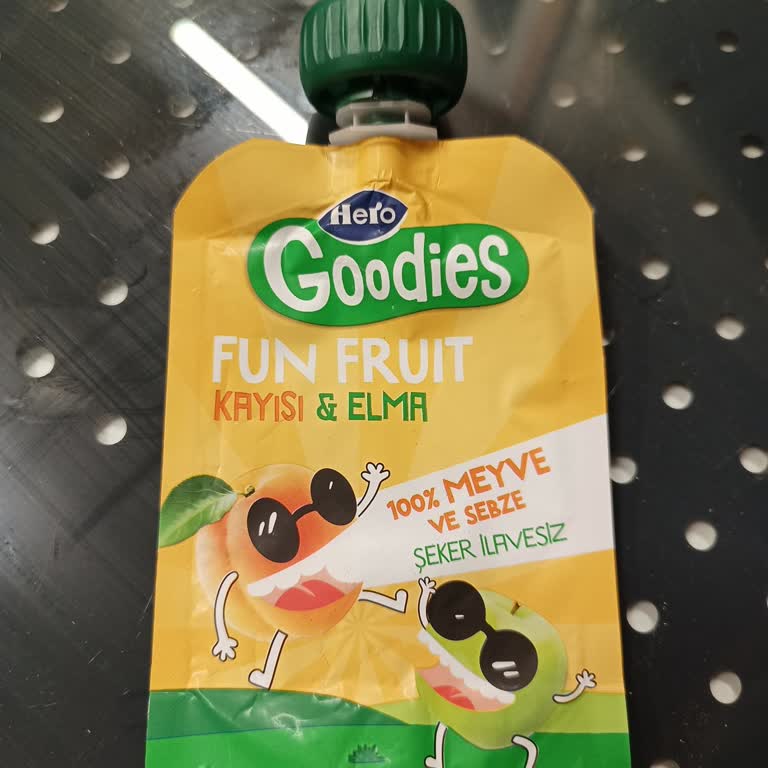 Hero
Goodies
FUN FRUIT
KAYISI & ELMA
100% MEYVE
VE SEBZE
ŞEKER İLAVESİZ